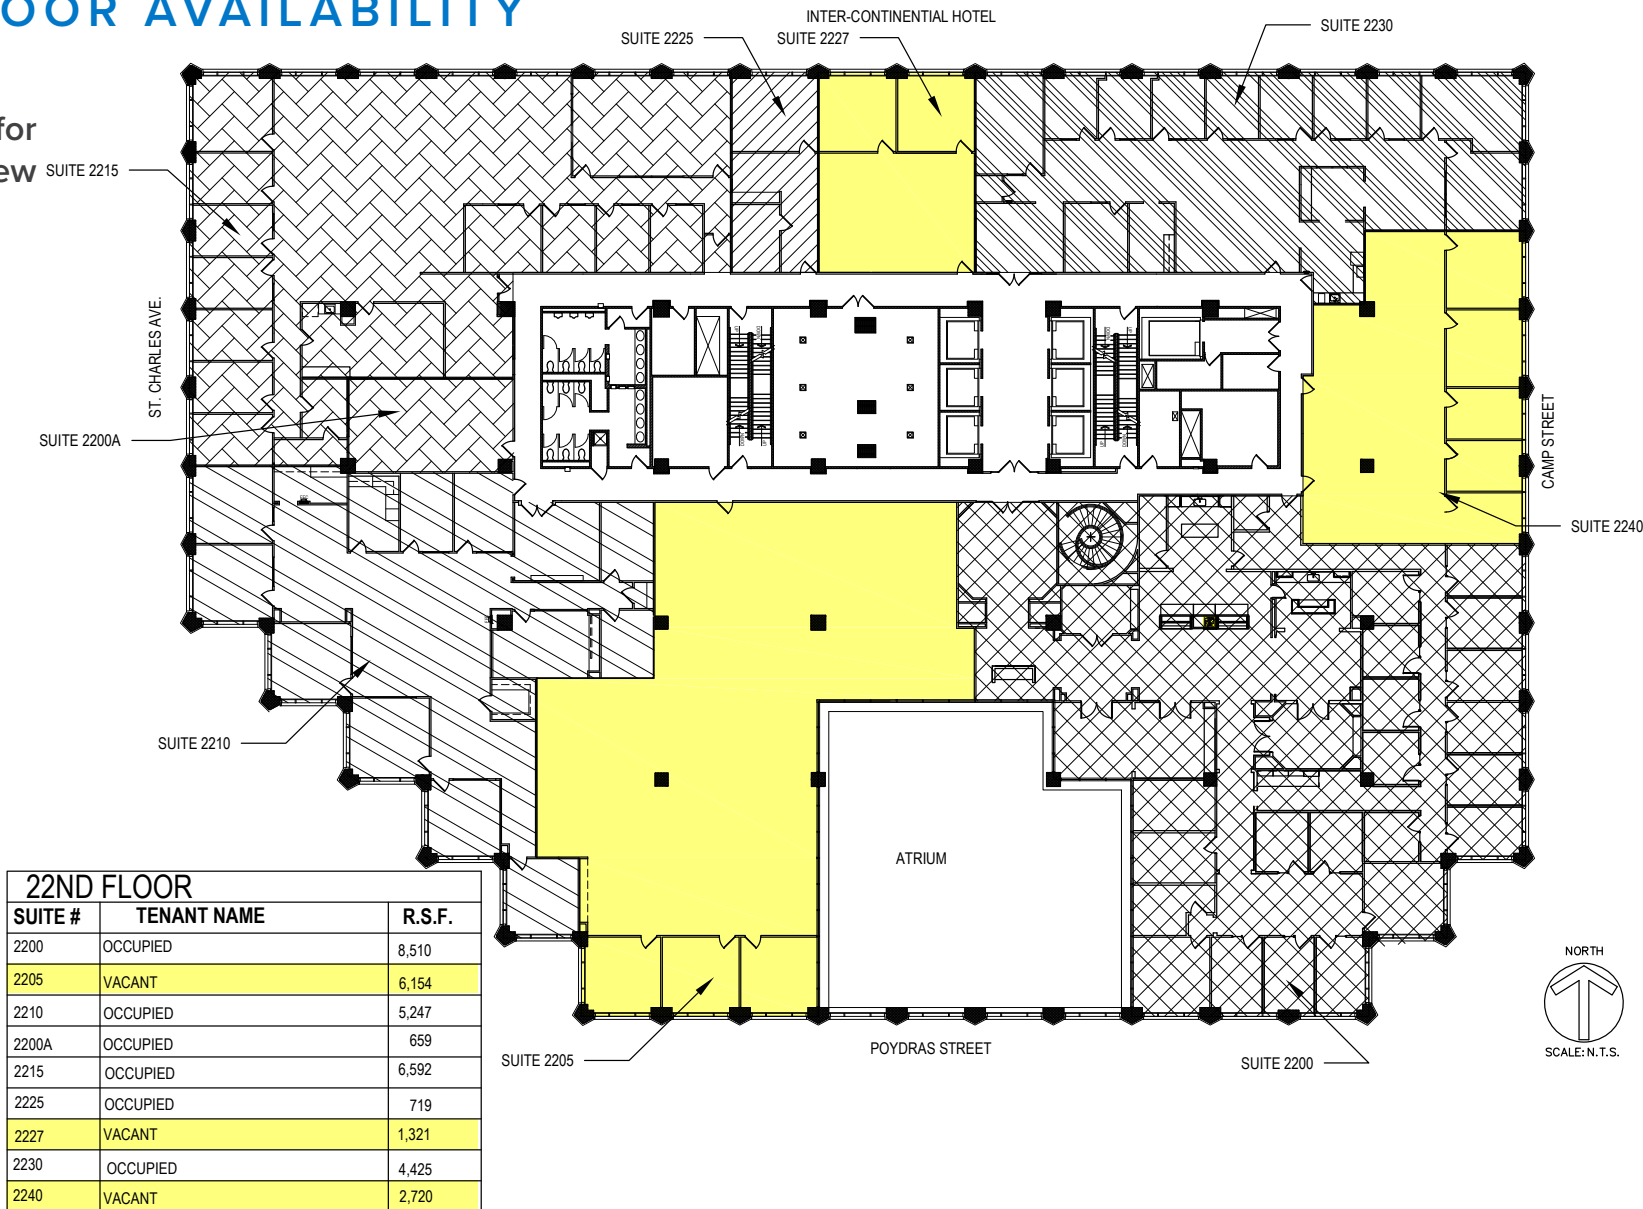 OOR AVAILABILITY
for
ew
INTER-CONTINENTIAL HOTEL
SUITE 2225
SUITE 2227
SUITE 2230
SUITE 2215
ST. CHARLES AVE.
SUITE 2200A
CAMP STREET
SUITE 2240
SUITE 2210
ATRIUM
SUITE 2205
POYDRAS STREET
SUITE 2200
NORTH
SCALE: N.T.S.
22ND FLOOR
SUITE # TENANT NAME R.S.F.
2200 OCCUPIED 8,510
2205 VACANT 6,154
2210 OCCUPIED 5,247
2200A OCCUPIED 659
2215 OCCUPIED 6,592
2225 OCCUPIED 719
2227 VACANT 1,321
2230 OCCUPIED 4,425
2240 VACANT 2,720